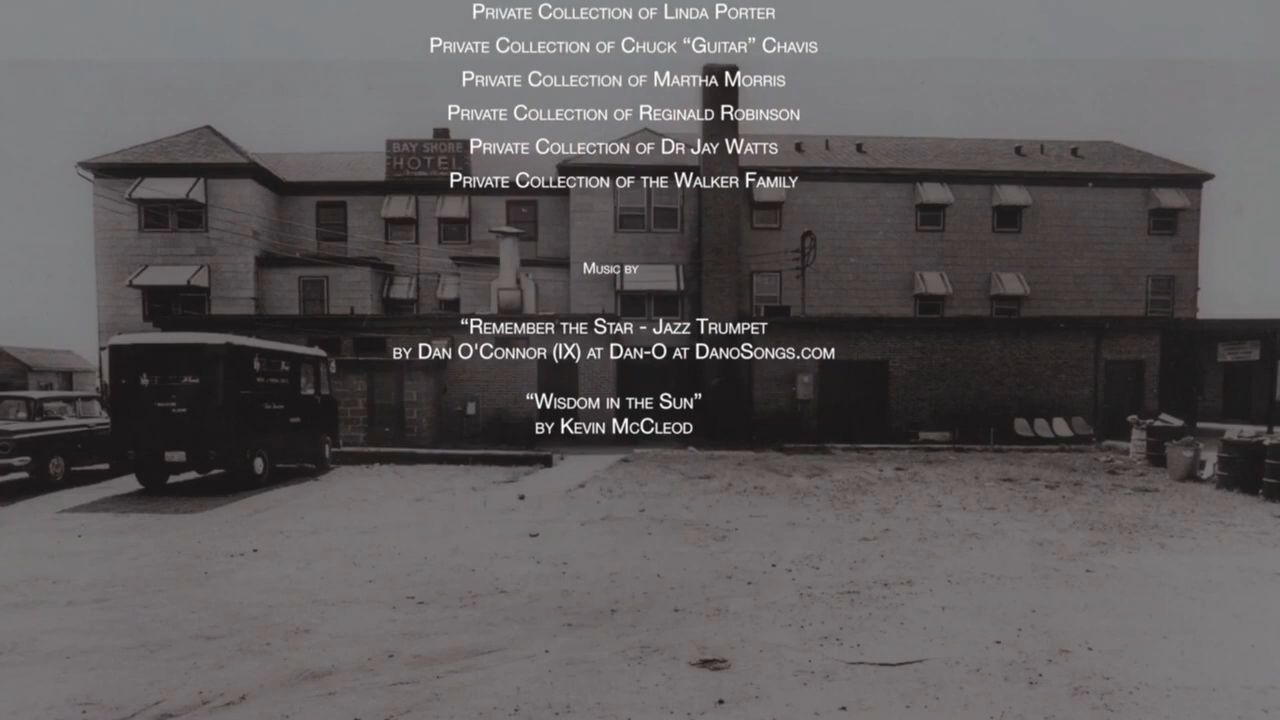 Private Collection of Linda Porter
Private Collection of Chuck “Guitar” Chavis
Private Collection of Martha Morris
Private Collection of Reginald Robinson
Private Collection of Dr Jay Watts
Private Collection of the Walker Family
BAY SHORE
HOTEL
Music by
“Remember the Star - Jazz Trumpet
by Dan O'Connor (IX) at Dan-O at DanoSongs.com
“Wisdom in the Sun”
by Kevin McCleod